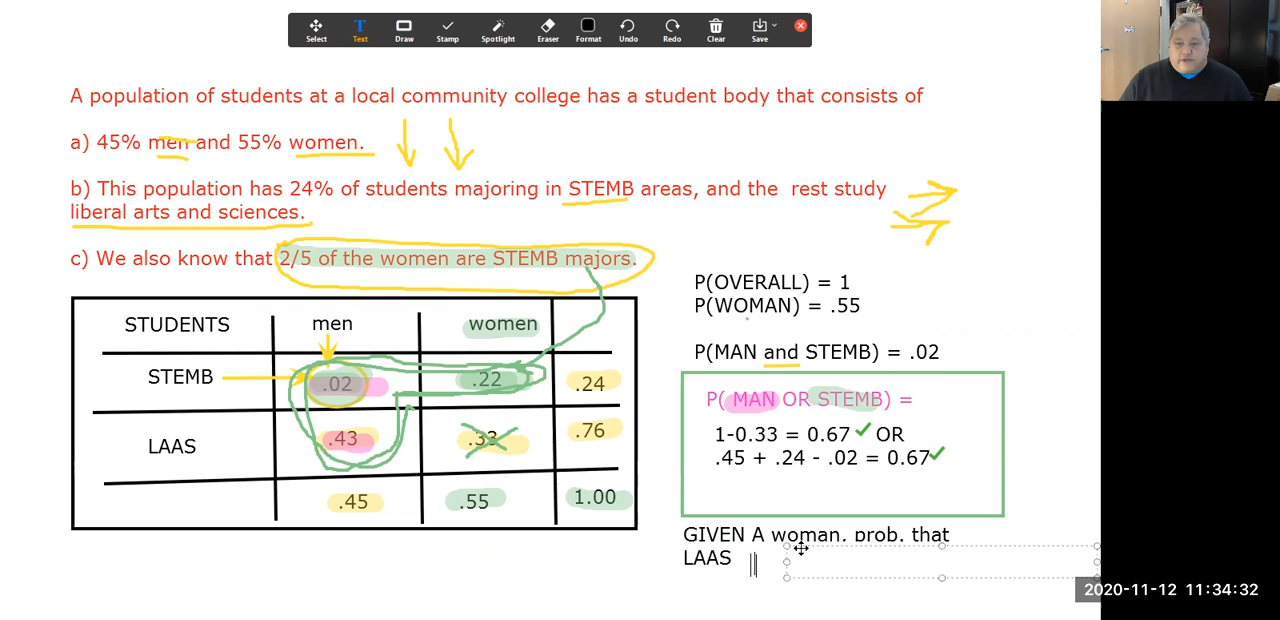 Select Text Draw Stamp Spotlight Eraser Format Undo Redo Clear Save
A population of students at a local community college has a student body that consists of
a) 45% men and 55% women.
b) This population has 24% of students majoring in STEMB areas, and the rest study
liberal arts and sciences.
c) We also know that 2/5 of the women are STEMB majors.
STUDENTS men women
STEMB .02 .22 .24
LAAS .43 .33 .76
.45 .55 1.00
P(OVERALL) = 1
P(WOMAN) = .55
P(MAN and STEMB) = .02
P( MAN OR STEMB) =
1-0.33 = 0.67 OR
.45 + .24 - .02 = 0.67
GIVEN A woman, prob. that
LAAS ||
2020-11-12 11:34:32